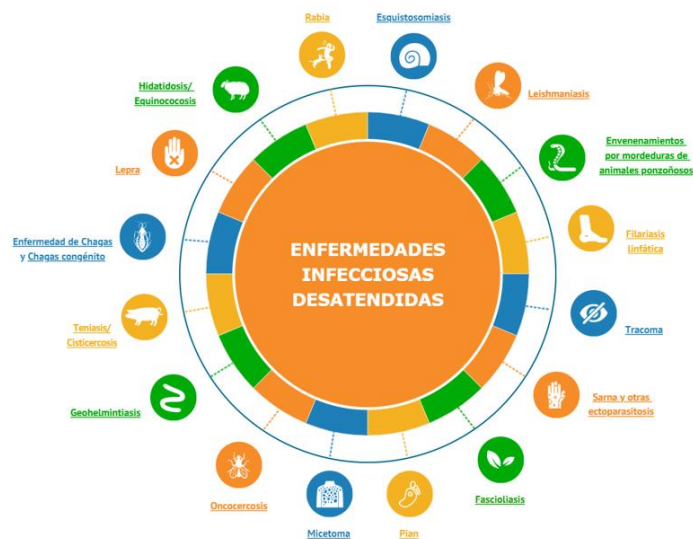 Rabia
Esquistosomiasis
Hidatidosis/
Equinococosis
Leishmaniasis
Envenenamientos
por mordeduras de
animales ponzoñosos
Lepra
Filariasis
linfática
Enfermedad de Chagas
y Chagas congénito
ENFERMEDADES
INFECCIOSAS
DESATENDIDAS
Tracoma
Teniasis/
Cisticercosis
Sarna y otras
ectoparasitosis
Geohelmintiasis
Fascioliasis
Oncocercosis
Micetoma
Pian